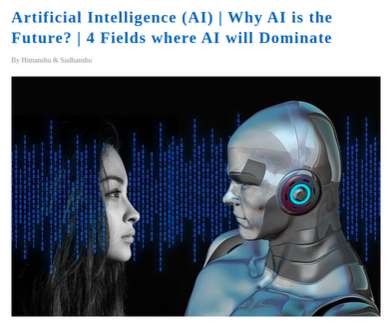 Artificial Intelligence (AI) | Why AI is the
Future? | 4 Fields where AI will Dominate
By Himanshu & Sudhanshu